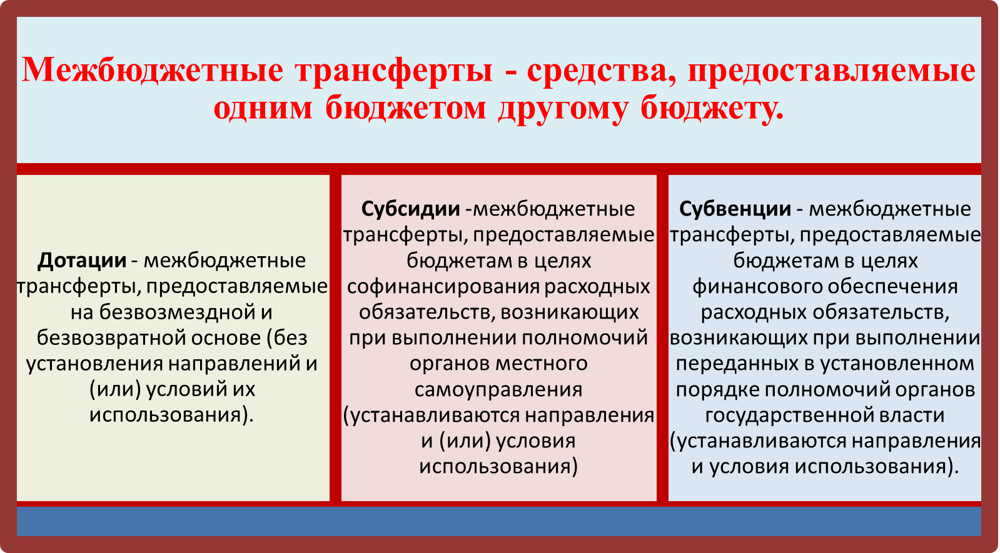 Межбюджетные трансферты - средства, предоставляемые
одним бюджетом другому бюджету.
Дотации - межбюджетные
трансферты, предоставляемые
на безвозмездной и
безвозвратной основе (без
установления направлений и
(или) условий их
использования).
Субсидии -межбюджетные
трансферты, предоставляемые
бюджетам в целях
софинансирования расходных
обязательств, возникающих
при выполнении полномочий
органов местного
самоуправления
(устанавливаются направления
и (или) условия
использования)
Субвенции - межбюджетные
трансферты, предоставляемые
бюджетам в целях
финансового обеспечения
расходных обязательств,
возникающих при выполнении
переданных в установленном
порядке полномочий органов
государственной власти
(устанавливаются направления
и условия использования).